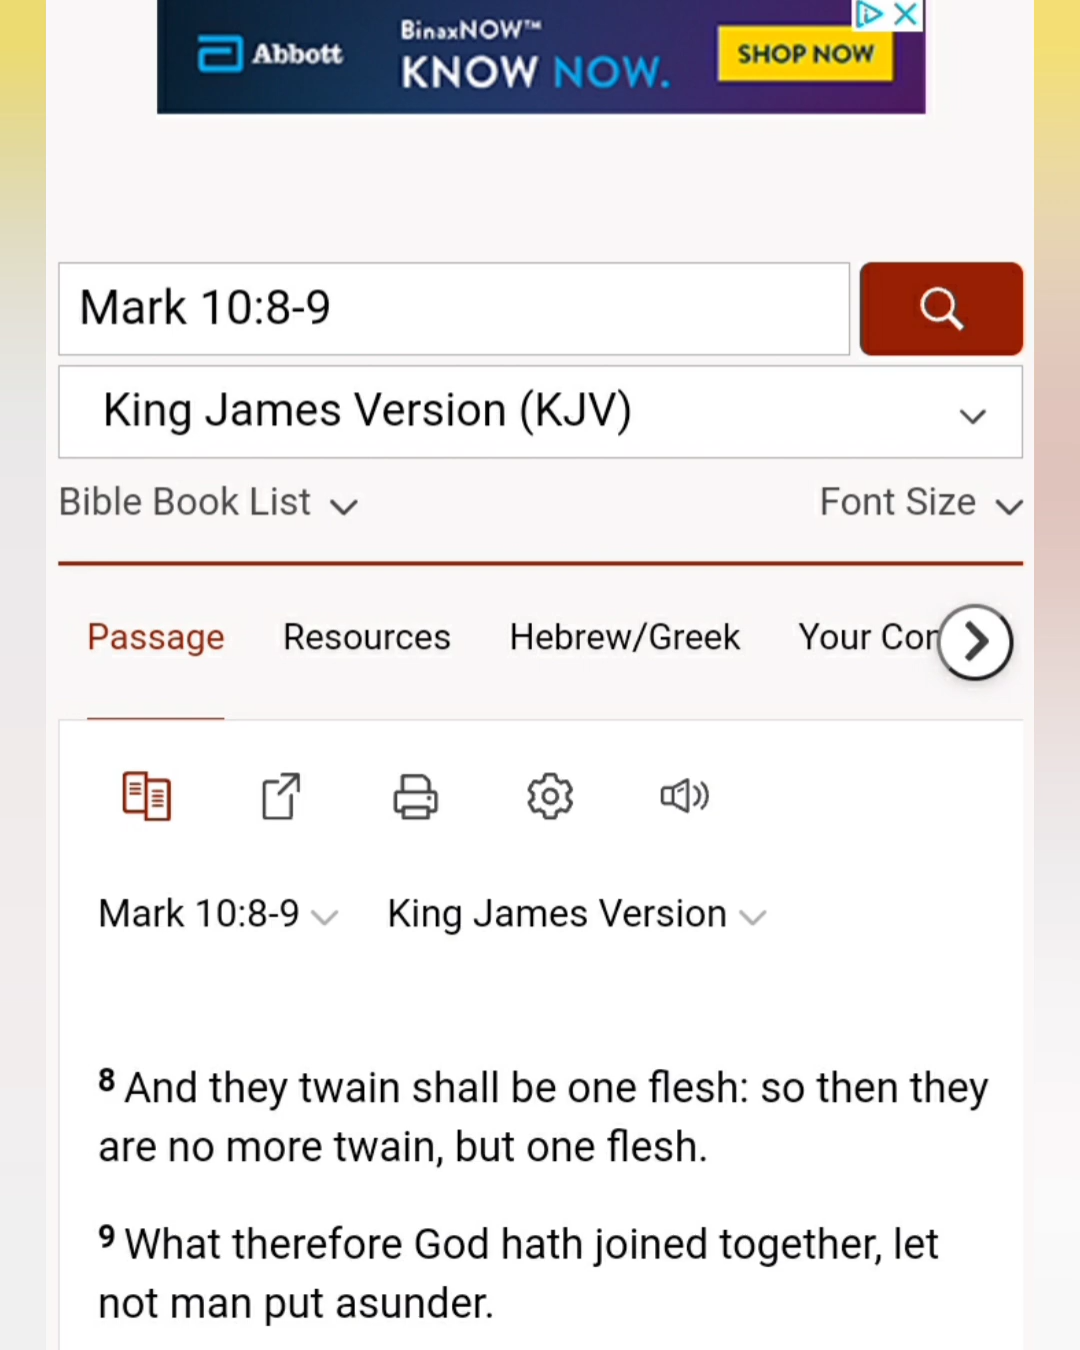 Abbott
BinaxNOW™
KNOW NOW.
SHOP NOW
Mark 10:8-9
King James Version (KJV)
Bible Book List
Font Size
Passage Resources Hebrew/Greek Your Cor
Mark 10:8-9 King James Version
8 And they twain shall be one flesh: so then they
are no more twain, but one flesh.
9 What therefore God hath joined together, let
not man put asunder.